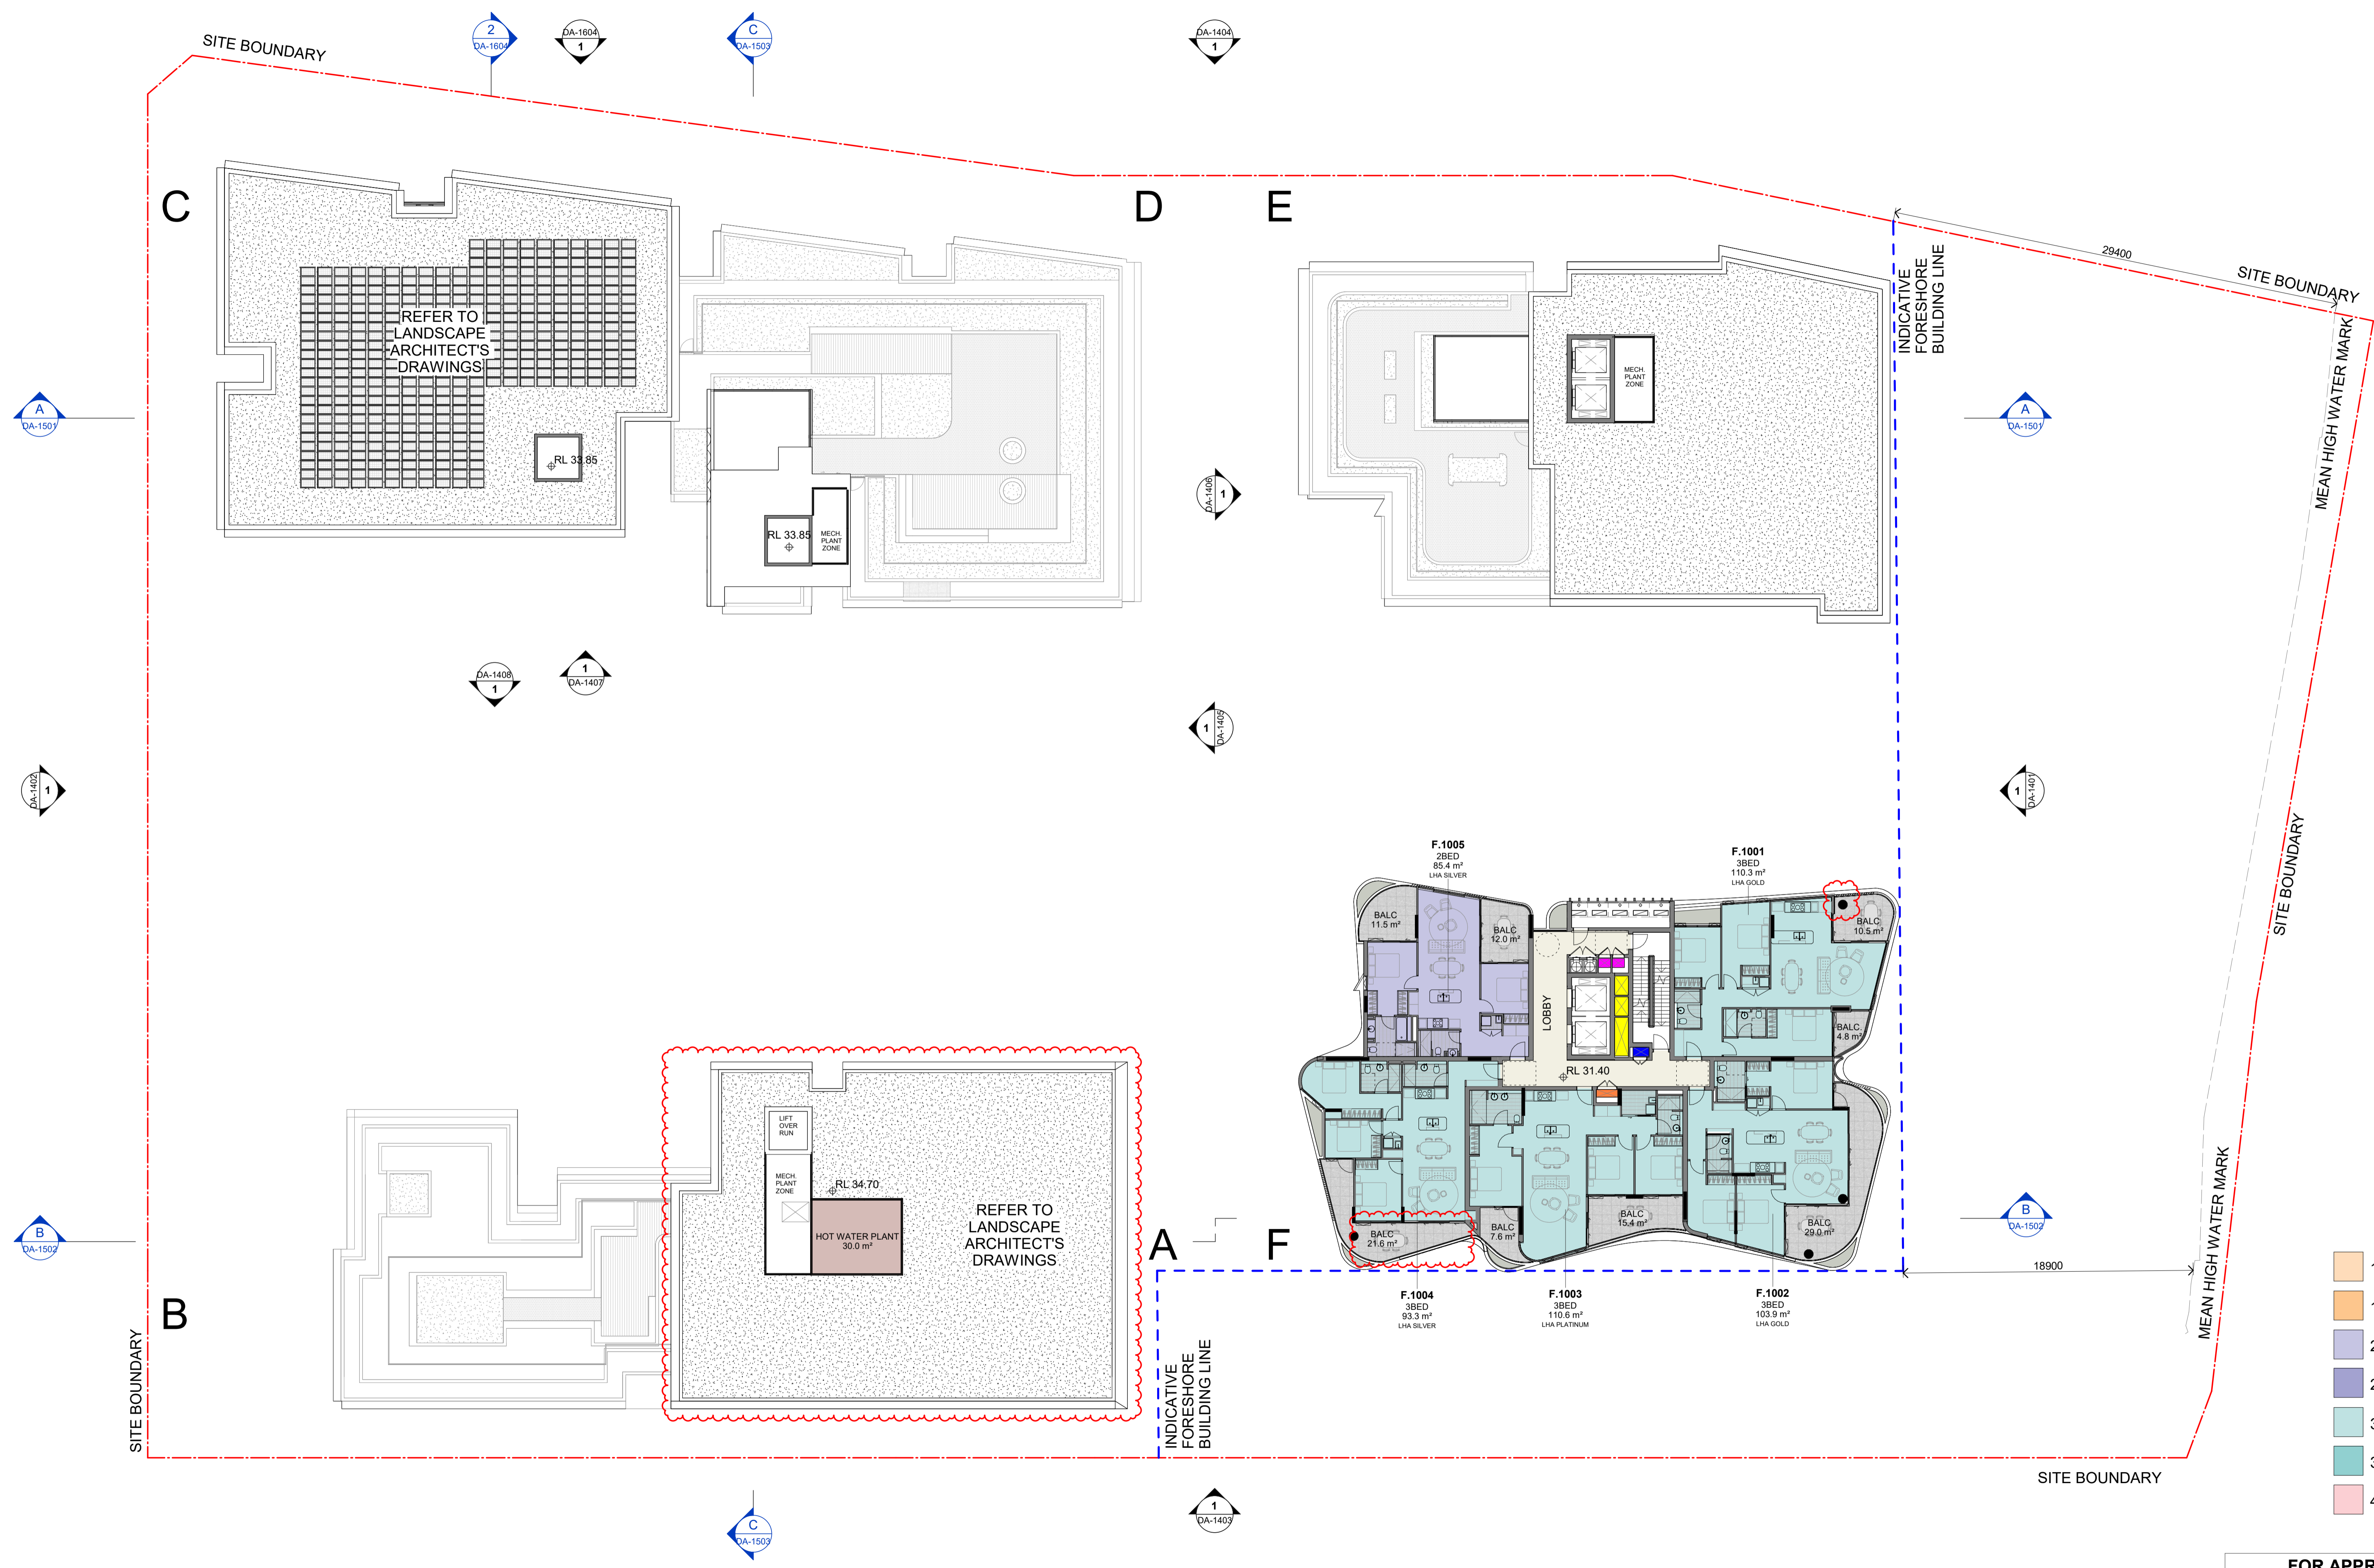 SITE BOUNDARY
2
DA-1604
DA-1604
1
C
DA-1503
DA-1404
1
C
D
E
29400
SITE BOUNDARY
INDICATIVE
FORESHORE
BUILDING LINE
MEAN HIGH WATER MARK
REFER TO
LANDSCAPE
ARCHITECT'S
DRAWINGS
MECH.
PLANT
ZONE
A
DA-1501
A
DA-1501
RL 33.85
DA-1406
1
RL 33.85
MECH.
PLANT
ZONE
DA-1408
1
1
DA-1407
1
DA-1405
DA-1402
1
1
DA-1401
SITE BOUNDARY
F.1005
2BED
85.4 m²
LHA SILVER
F.1001
3BED
110.3 m²
LHA GOLD
BALC
11.5 m²
BALC
12.0 m²
BALC
10.5 m²
LOBBY
BALC
4.8 m²
RL 31.40
LIFT
OVER
RUN
MECH.
PLANT
ZONE
RL 34.70
HOT WATER PLANT
30.0 m²
REFER TO
LANDSCAPE
ARCHITECT'S
DRAWINGS
BALC
21.6 m²
BALC
7.6 m²
BALC
15.4 m²
BALC
29.0 m²
B
DA-1502
B
DA-1502
A
F
B
18900
MEAN HIGH WATER MARK
F.1004
3BED
93.3 m²
LHA SILVER
F.1003
3BED
110.6 m²
LHA PLATINUM
F.1002
3BED
103.9 m²
LHA GOLD
SITE BOUNDARY
INDICATIVE
FORESHORE
BUILDING LINE
SITE BOUNDARY
C
DA-1503
1
DA-1403
2
2
3
3
FOR APPR